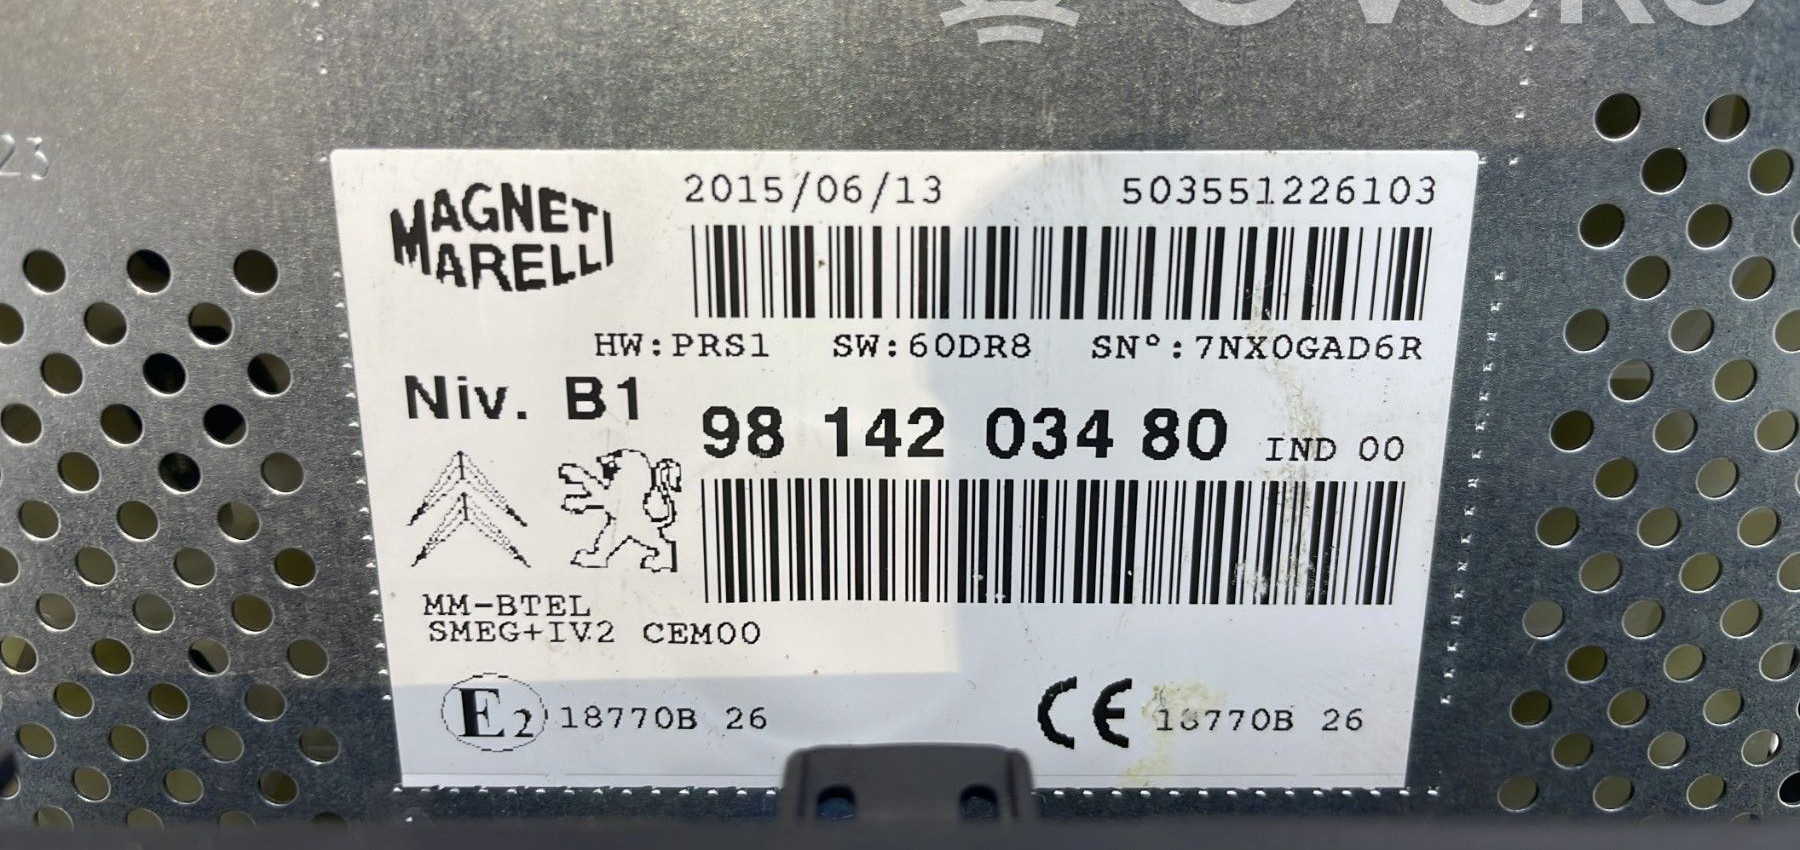 23
MAGNETI
MARELLI
2015/06/13 503551226103
HW:PRS1 SW:60DR8 SN°:7NX0GAD6R
Niv. B1
98 142 034 80 IND 00
MM-BTEL
SMEG+IV2 CEM00
E2 18770B 26
CE 18770B 26